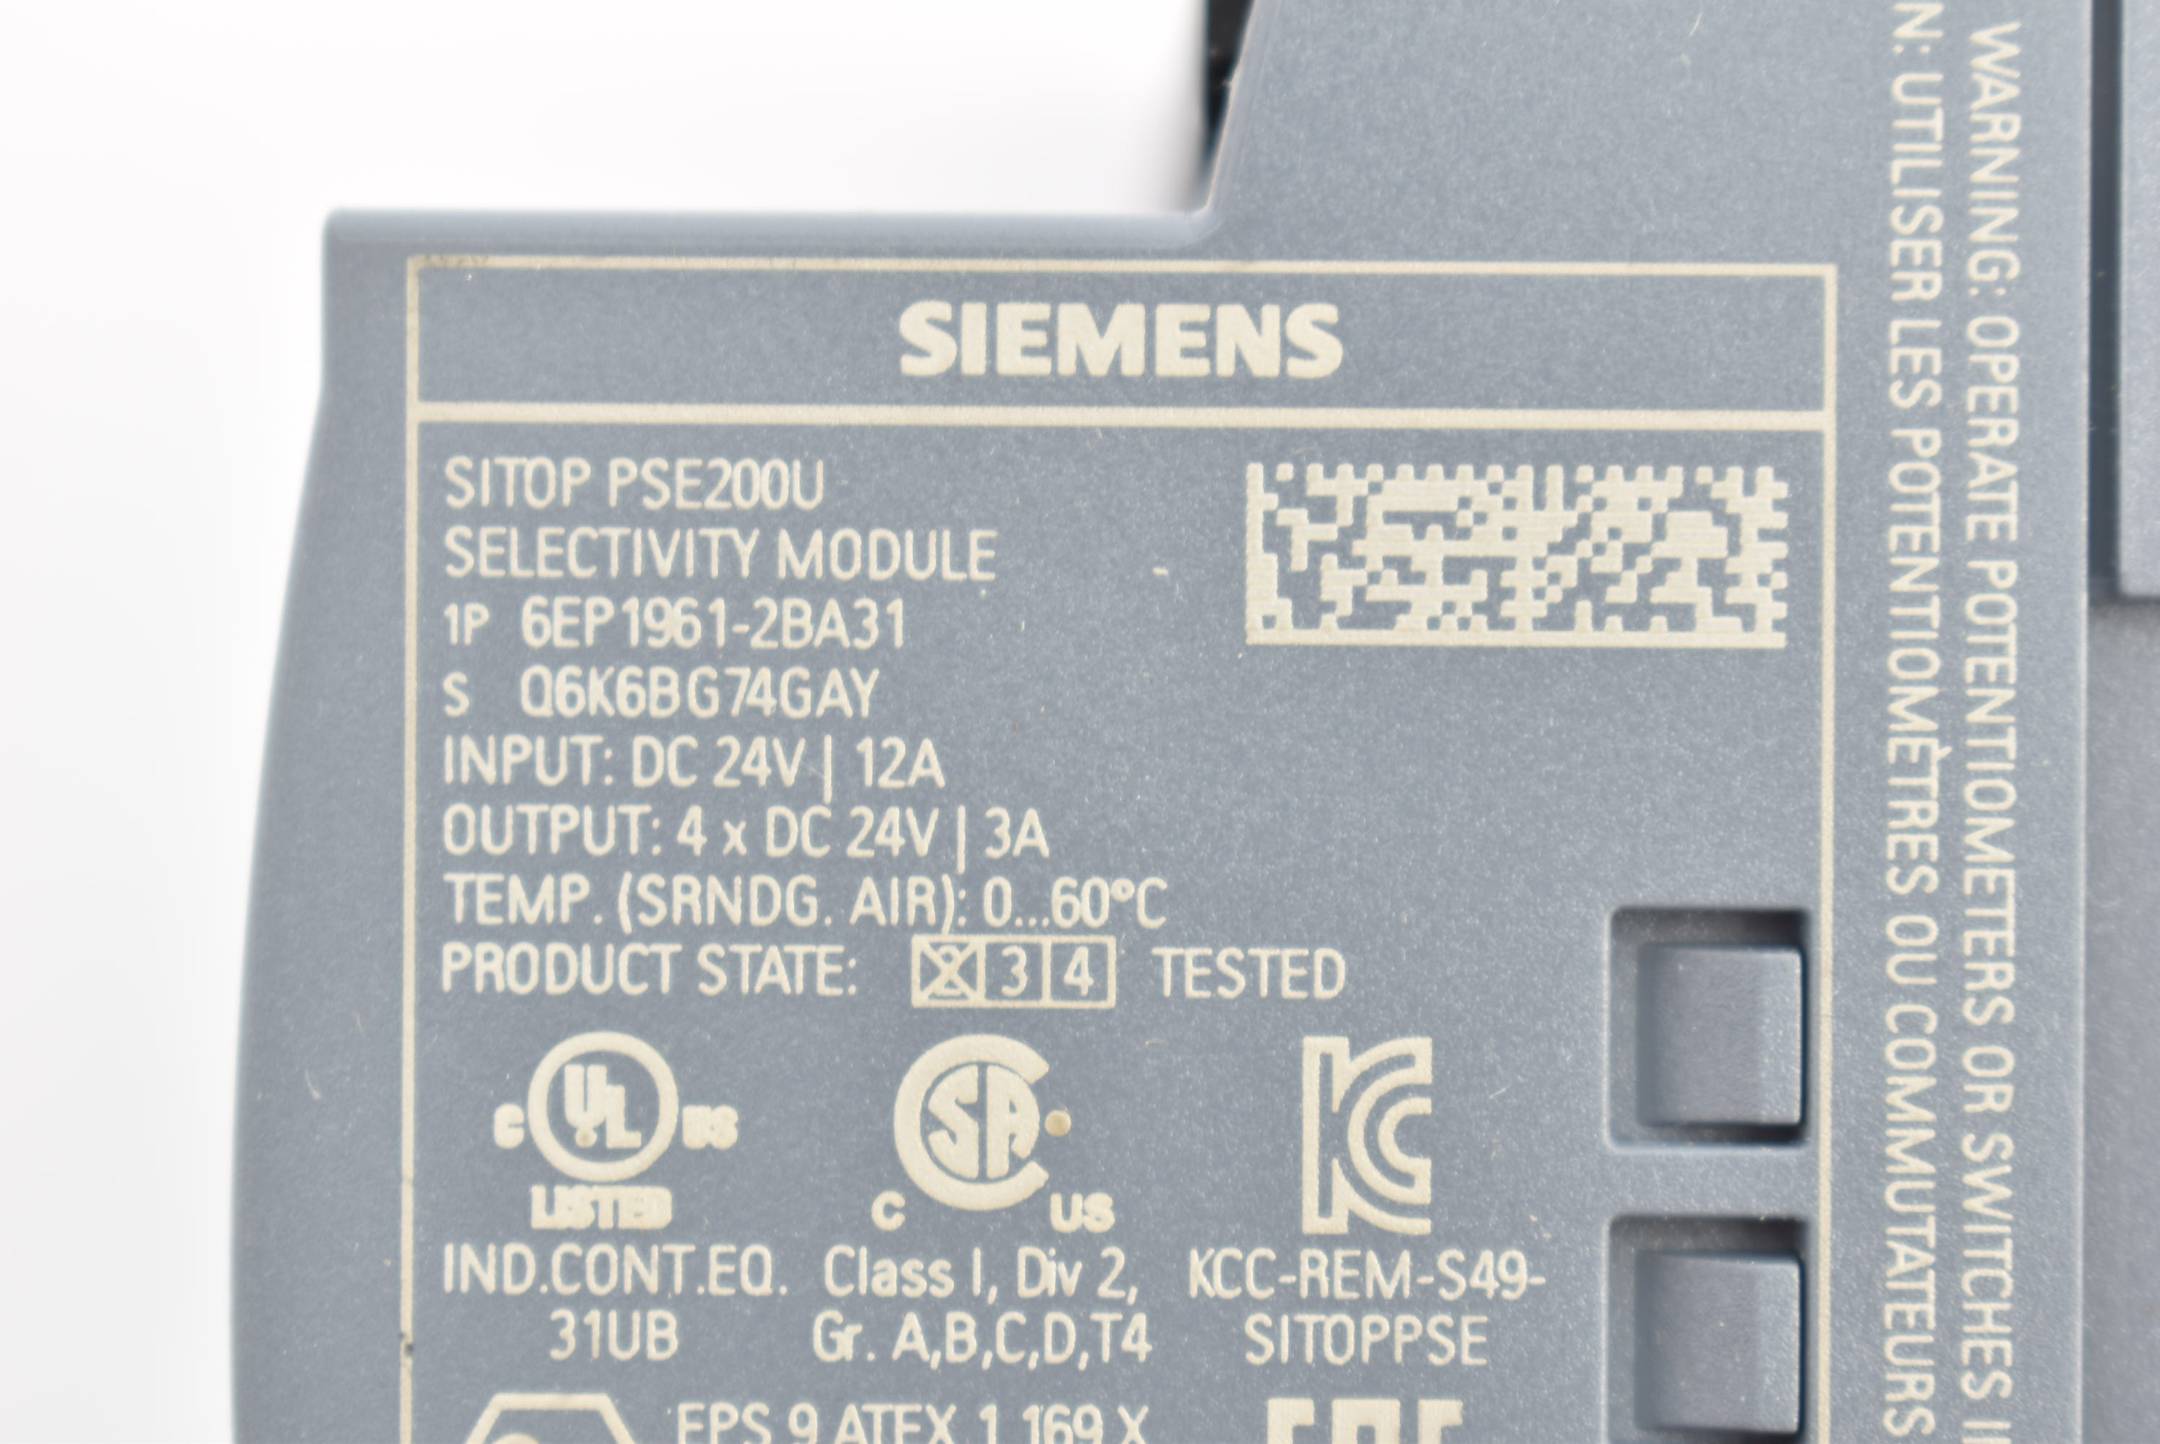 SIEMENS
SITOP PSE200U
SELECTIVITY MODULE
1P 6EP1961-2BA31
S Q6K6BG74GAY
INPUT: DC 24V | 12A
OUTPUT: 4 x DC 24V | 3A
TEMP. (SRNDG. AIR): 0...60°C
PRODUCT STATE: 2 3 4 TESTED
C UL US
LISTED
IND.CONT.EQ.
31UB
SA
C US
Class I, Div 2,
Gr. A,B,C,D,T4
KC
KCC-REM-S49-
SITOPPSE
EPS 9 ATEX 1 169 X
WARNING: OPERATE POTENTIOMETERS OR SWITCHES
N: UTILISER LES POTENTIOMÈTRES OU COMMUTATEURS